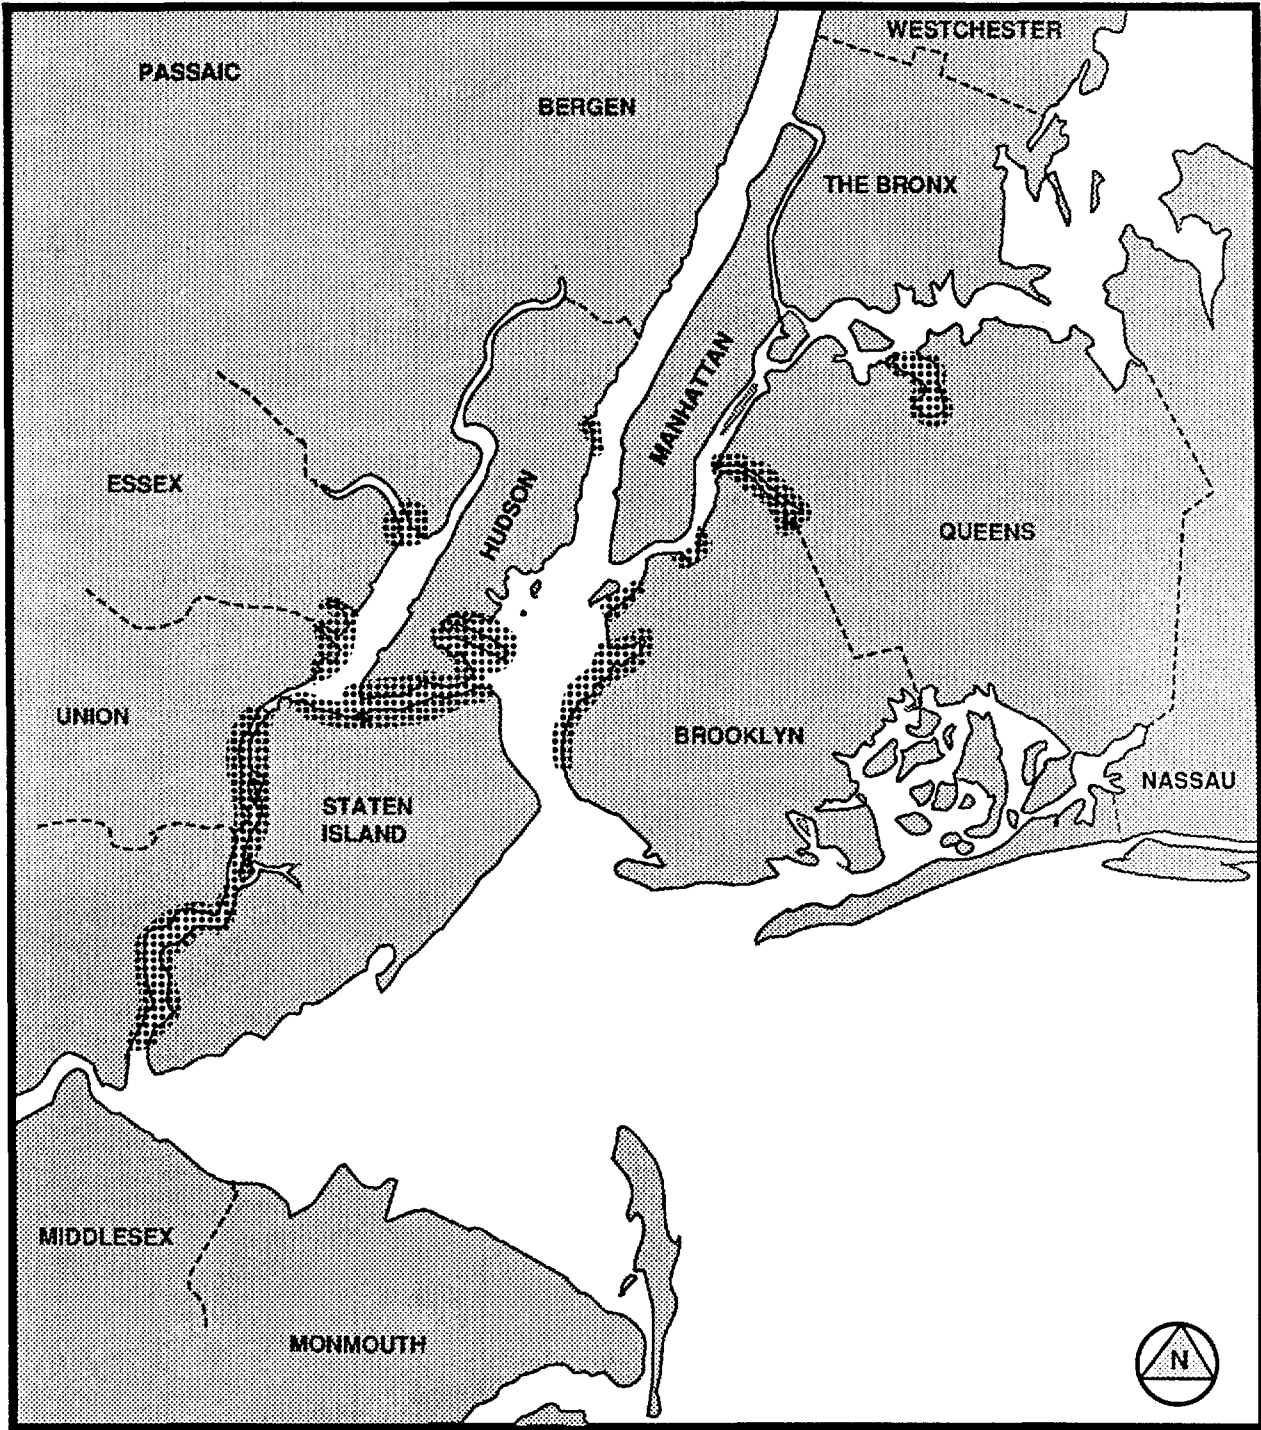 WESTCHESTER
PASSAIC
BERGEN
THE BRONX
MANHATTAN
ESSEX
HUDSON
QUEENS
UNION
BROOKLYN
NASSAU
STATEN
ISLAND
MIDDLESEX
MONMOUTH
N